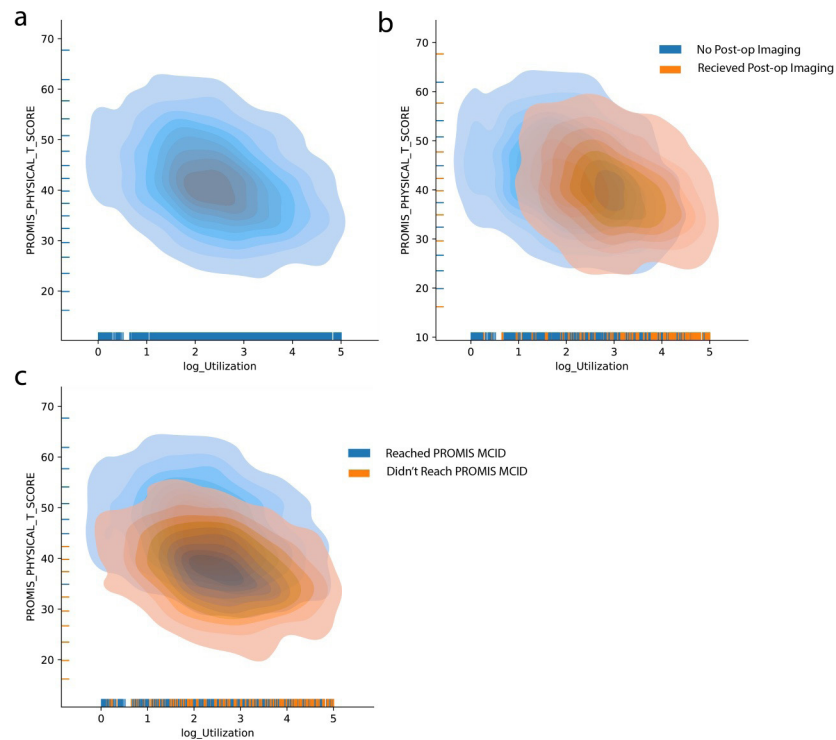 a
70
60
50
40
30
20
PROMIS_PHYSICAL_T_SCORE
0 1 2 3 4 5
log_Utilization
b
No Post-op Imaging
Recieved Post-op Imaging
70
60
50
40
30
20
10
PROMIS_PHYSICAL_T_SCORE
0 1 2 3 4 5
log_Utilization
c
Reached PROMIS MCID
Didn't Reach PROMIS MCID
70
60
50
40
30
20
PROMIS_PHYSICAL_T_SCORE
0 1 2 3 4 5
log_Utilization